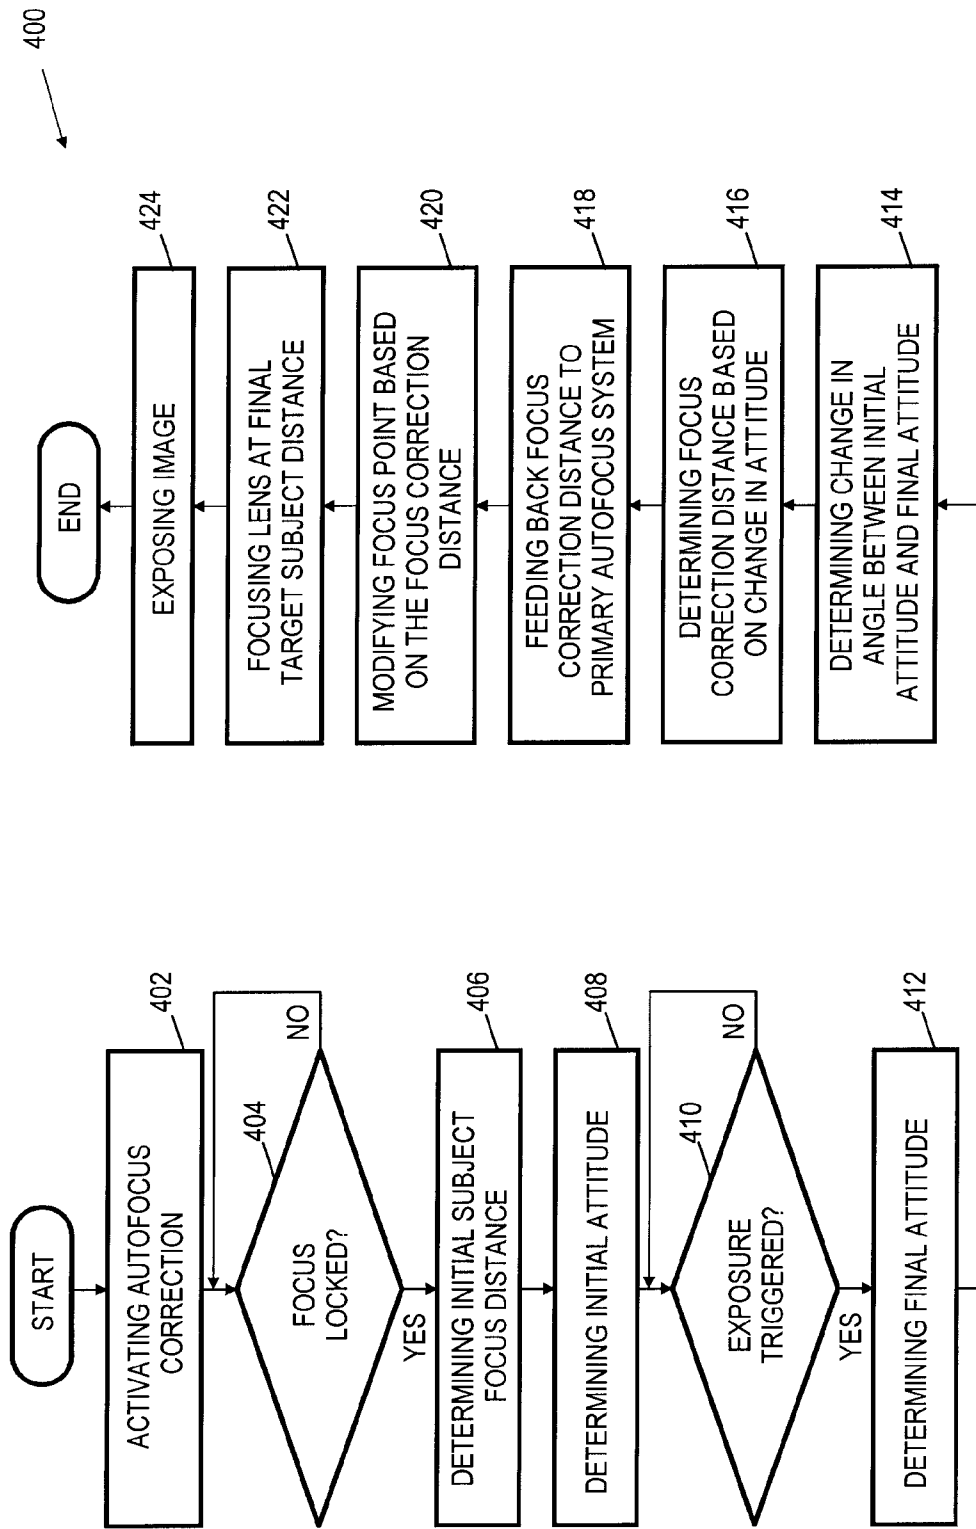 400
START
ACTIVATING AUTOFOCUS
CORRECTION
402
FOCUS
LOCKED?
404
NO
YES
DETERMINING INITIAL SUBJECT
FOCUS DISTANCE
406
DETERMINING INITIAL ATTITUDE
408
EXPOSURE
TRIGGERED?
410
NO
YES
DETERMINING FINAL ATTITUDE
412
DETERMINING CHANGE IN
ANGLE BETWEEN INITIAL
ATTITUDE AND FINAL ATTITUDE
414
DETERMINING FOCUS
CORRECTION DISTANCE BASED
ON CHANGE IN ATTITUDE
416
FEEDING BACK FOCUS
CORRECTION DISTANCE TO
PRIMARY AUTOFOCUS SYSTEM
418
MODIFYING FOCUS POINT BASED
ON THE FOCUS CORRECTION
DISTANCE
420
FOCUSING LENS AT FINAL
TARGET SUBJECT DISTANCE
422
EXPOSING IMAGE
424
END